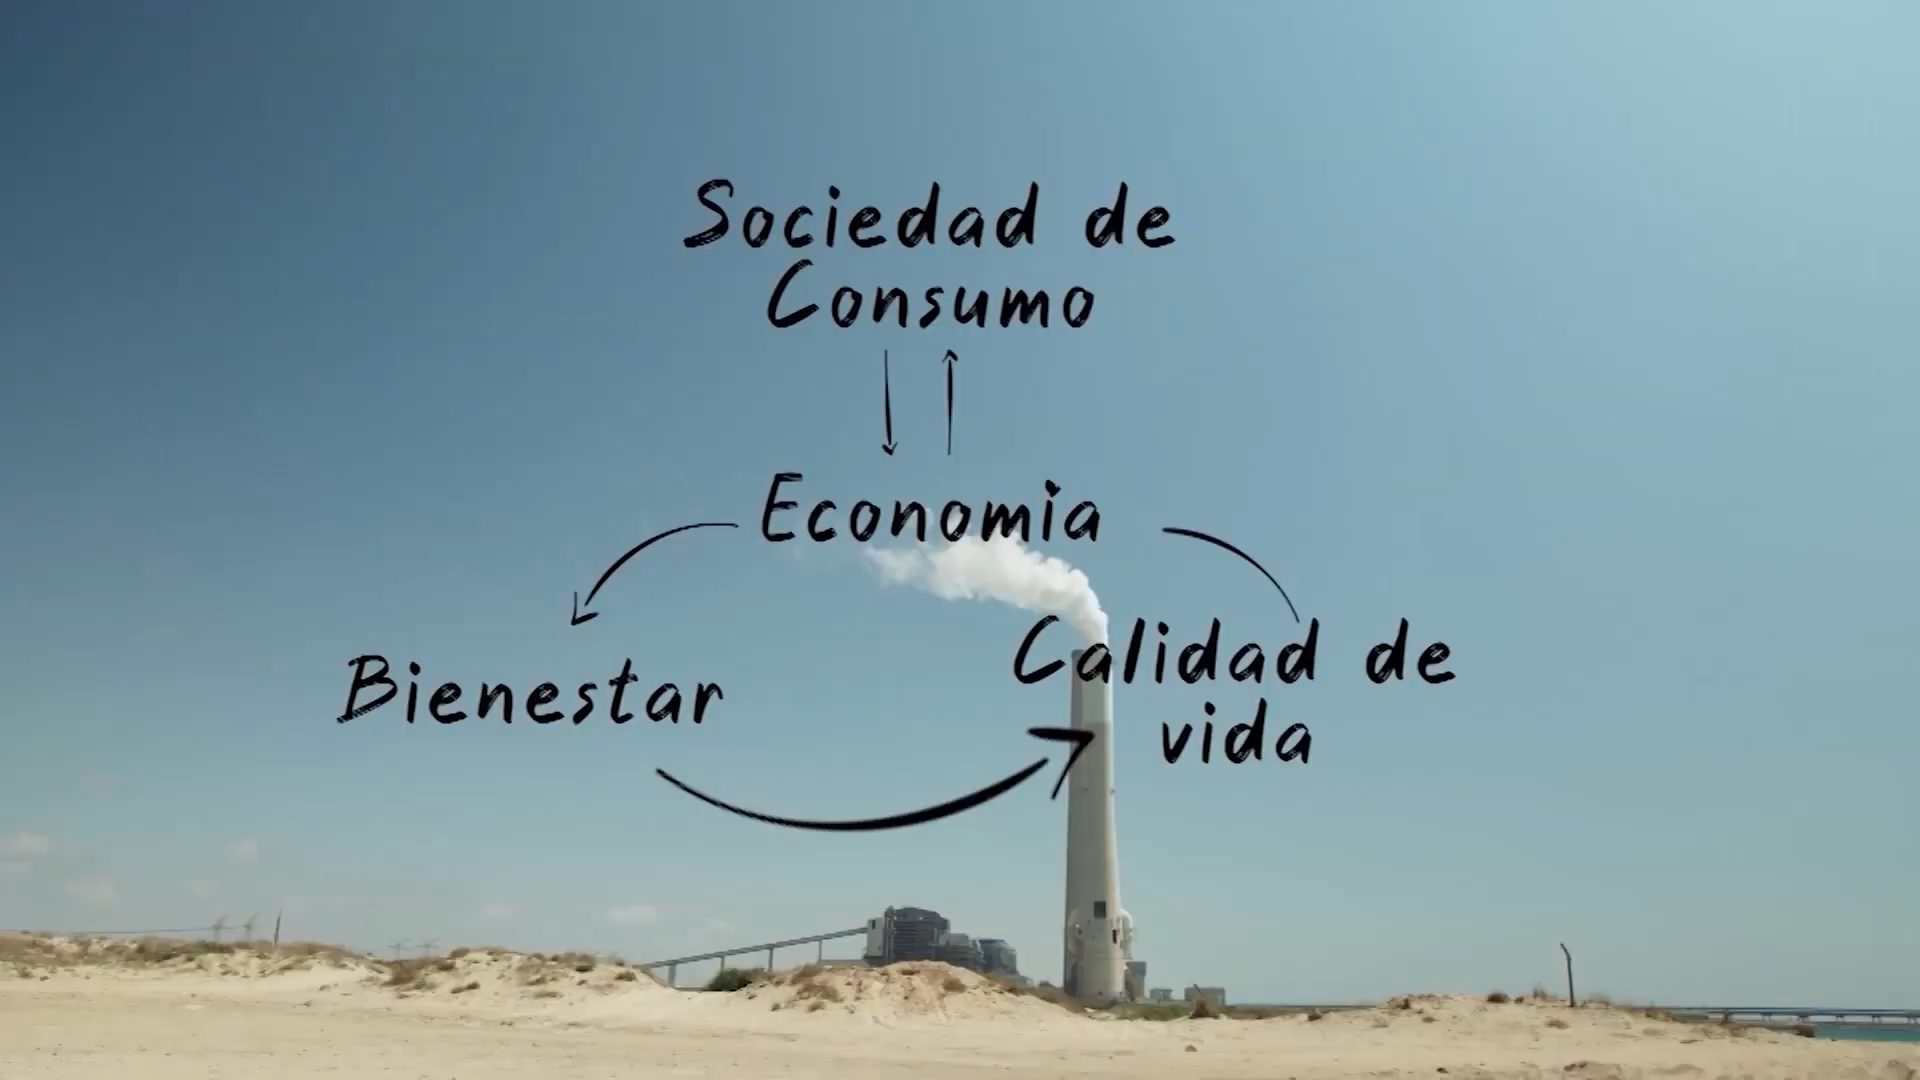 Sociedad de
Consumo
Economia
Bienestar
Calidad de
vida